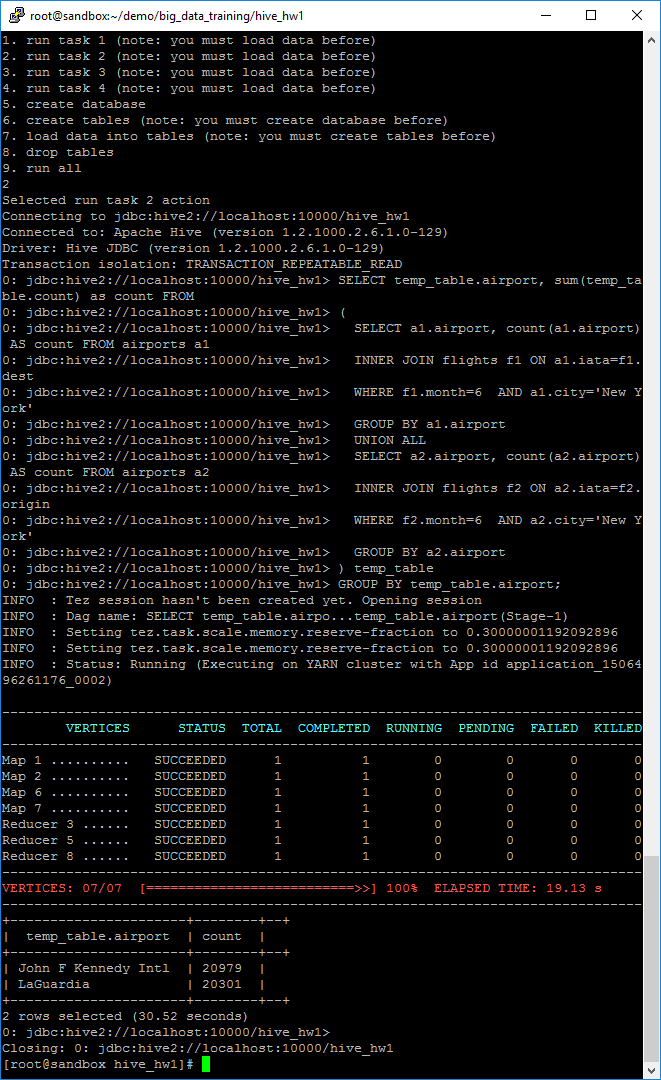 root@sandbox:~/demo/big_data_training/hive_hw1
1. run task 1 (note: you must load data before)
2. run task 2 (note: you must load data before)
3. run task 3 (note: you must load data before)
4. run task 4 (note: you must load data before)
5. create database
6. create tables (note: you must create database before)
7. load data into tables (note: you must create tables before)
8. drop tables
9. run all
2
Selected run task 2 action
Connecting to jdbc:hive2://localhost:10000/hive_hw1
Connected to: Apache Hive (version 1.2.1000.2.6.1.0-129)
Driver: Hive JDBC (version 1.2.1000.2.6.1.0-129)
Transaction isolation: TRANSACTION_REPEATABLE_READ
0: jdbc:hive2://localhost:10000/hive_hw1> SELECT temp_table.airport, sum(temp_ta
ble.count) as count FROM
0: jdbc:hive2://localhost:10000/hive_hw1> (
0: jdbc:hive2://localhost:10000/hive_hw1>   SELECT a1.airport, count(a1.airport)
 AS count FROM airports a1
0: jdbc:hive2://localhost:10000/hive_hw1>   INNER JOIN flights f1 ON a1.iata=f1.
dest
0: jdbc:hive2://localhost:10000/hive_hw1>   WHERE f1.month=6  AND a1.city='New Y
ork'
0: jdbc:hive2://localhost:10000/hive_hw1>   GROUP BY a1.airport
0: jdbc:hive2://localhost:10000/hive_hw1>   UNION ALL
0: jdbc:hive2://localhost:10000/hive_hw1>   SELECT a2.airport, count(a2.airport)
 AS count FROM airports a2
0: jdbc:hive2://localhost:10000/hive_hw1>   INNER JOIN flights f2 ON a2.iata=f2.
origin
0: jdbc:hive2://localhost:10000/hive_hw1>   WHERE f2.month=6  AND a2.city='New Y
ork'
0: jdbc:hive2://localhost:10000/hive_hw1>   GROUP BY a2.airport
0: jdbc:hive2://localhost:10000/hive_hw1> ) temp_table
0: jdbc:hive2://localhost:10000/hive_hw1> GROUP BY temp_table.airport;
INFO  : Tez session hasn't been created yet. Opening session
INFO  : Dag name: SELECT temp_table.airpo...temp_table.airport(Stage-1)
INFO  : Setting tez.task.scale.memory.reserve-fraction to 0.30000001192092896
INFO  : Setting tez.task.scale.memory.reserve-fraction to 0.30000001192092896
INFO  : Status: Running (Executing on YARN cluster with App id application_15064
96261176_0002)
--------------------------------------------------------------------------------
        VERTICES      STATUS  TOTAL  COMPLETED  RUNNING  PENDING  FAILED  KILLED
--------------------------------------------------------------------------------
Map 1 ..........   SUCCEEDED      1          1        0        0       0       0
Map 2 ..........   SUCCEEDED      1          1        0        0       0       0
Map 6 ..........   SUCCEEDED      1          1        0        0       0       0
Map 7 ..........   SUCCEEDED      1          1        0        0       0       0
Reducer 3 ......   SUCCEEDED      1          1        0        0       0       0
Reducer 5 ......   SUCCEEDED      1          1        0        0       0       0
Reducer 8 ......   SUCCEEDED      1          1        0        0       0       0
--------------------------------------------------------------------------------
VERTICES: 07/07  [==========================>>] 100%  ELAPSED TIME: 19.13 s
--------------------------------------------------------------------------------
+----------------------+--------+--+
|  temp_table.airport  | count  |
+----------------------+--------+--+
| John F Kennedy Intl  | 20979  |
| LaGuardia            | 20301  |
+----------------------+--------+--+
2 rows selected (30.52 seconds)
0: jdbc:hive2://localhost:10000/hive_hw1>
Closing: 0: jdbc:hive2://localhost:10000/hive_hw1
[root@sandbox hive_hw1]#